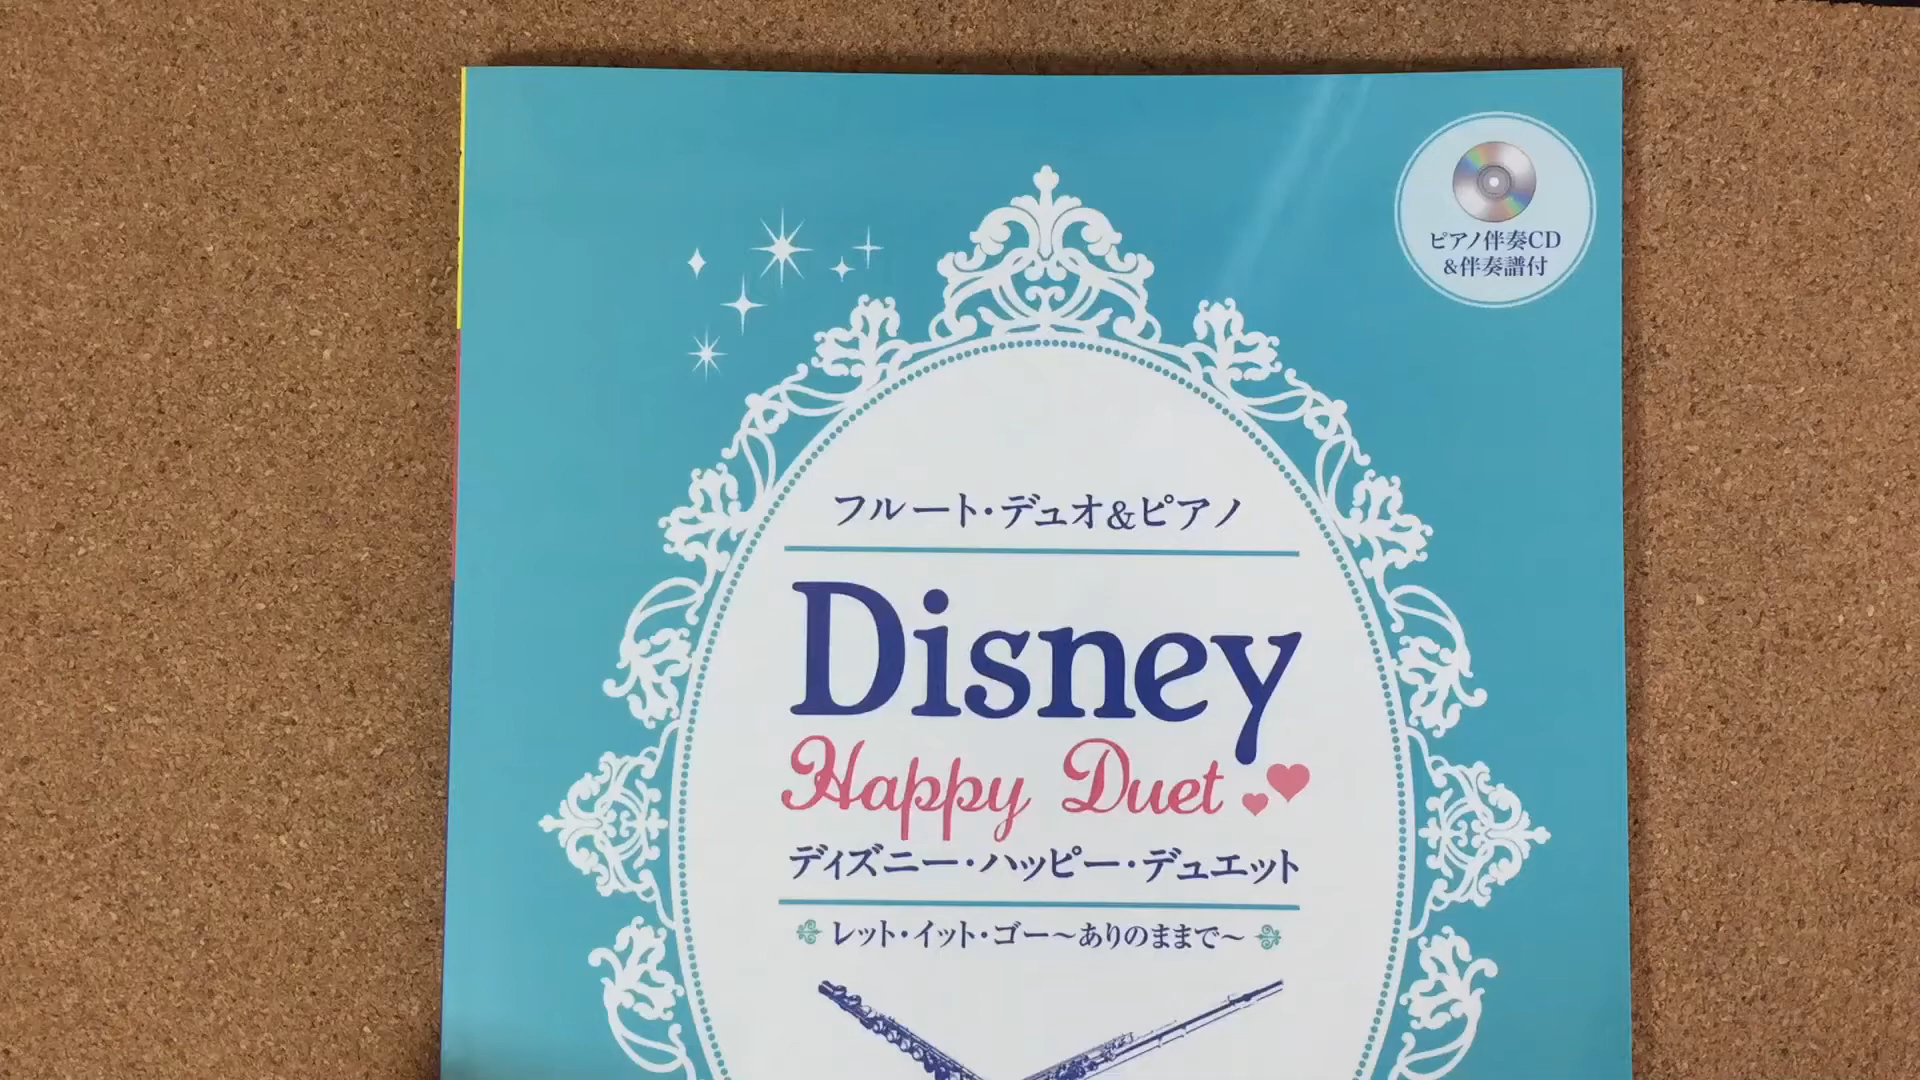 ピアノ伴奏CD
&伴奏譜付
フルート・デュオ&ピアノ
Disney
Happy Duet
ディズニー・ハッピー・デュエット
レット・イット・ゴー〜ありのままで〜